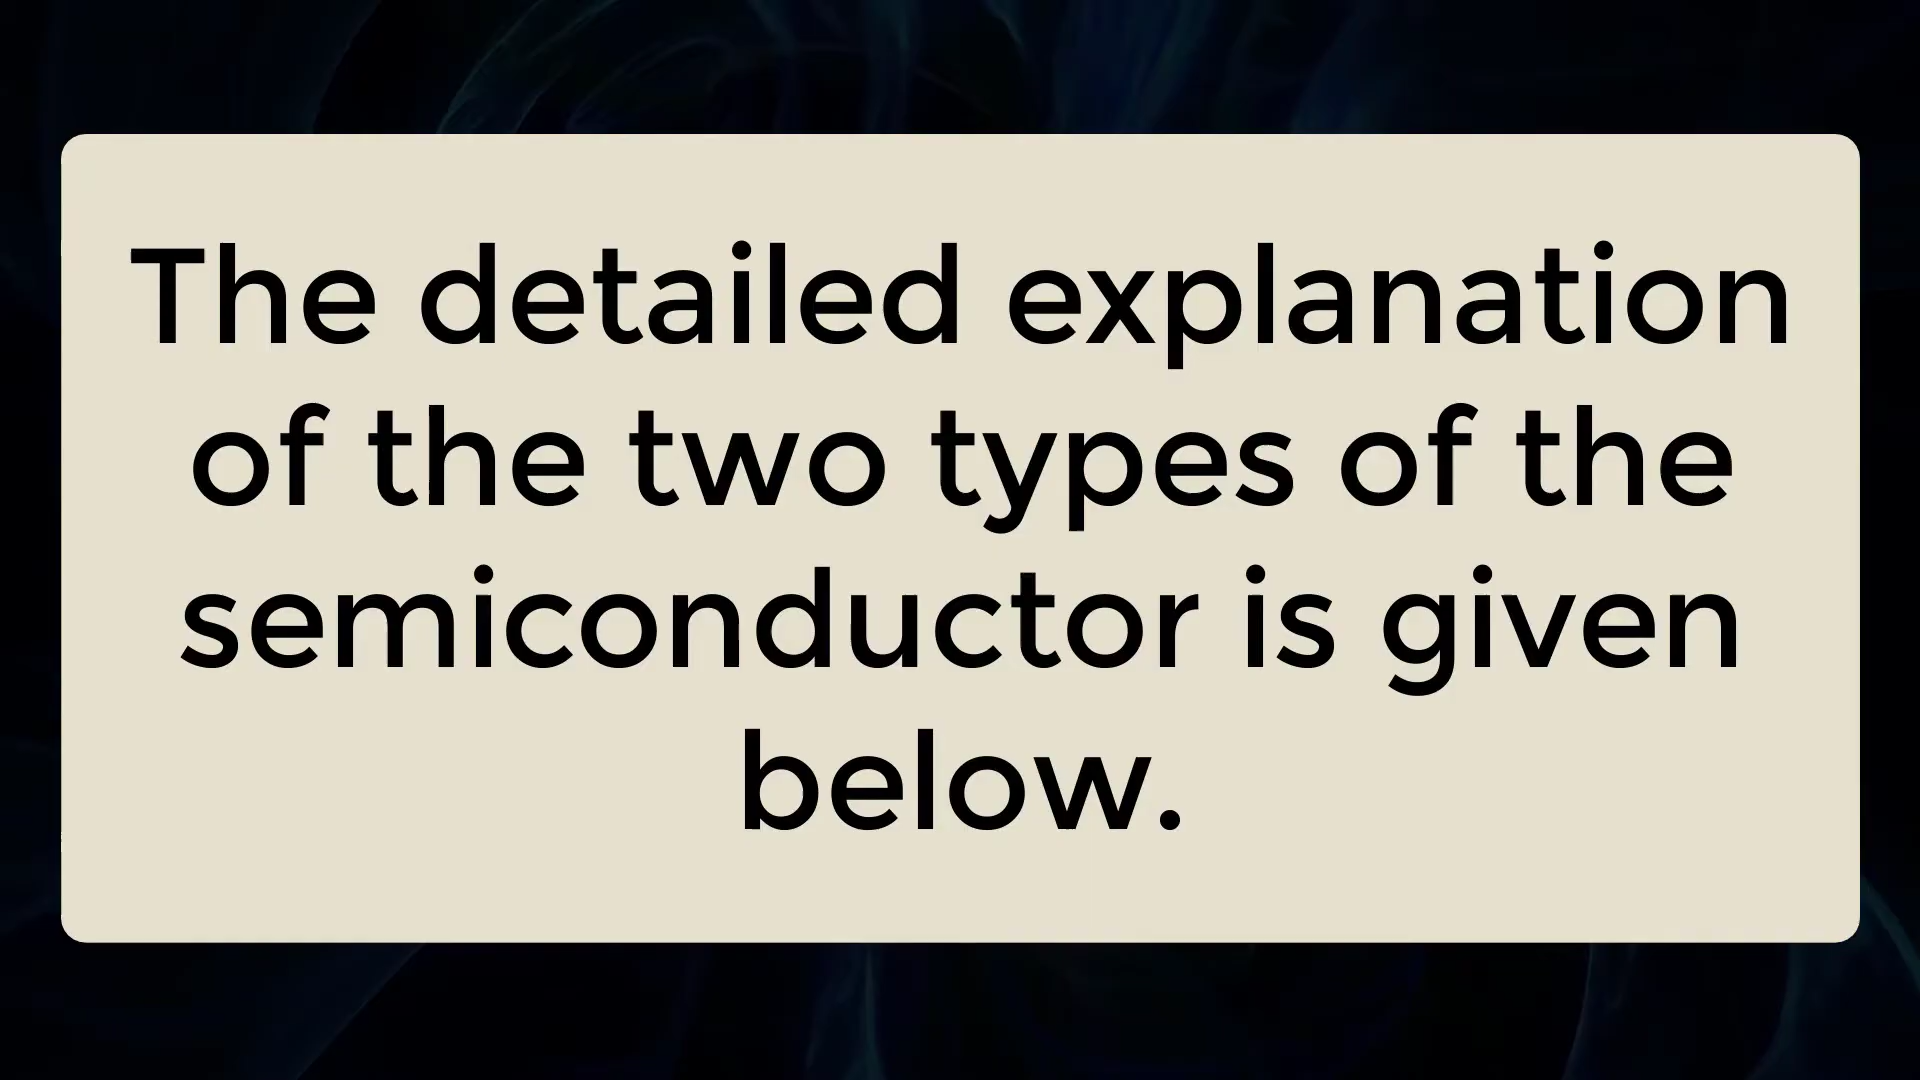 The detailed explanation
of the two types of the
semiconductor is given
below.